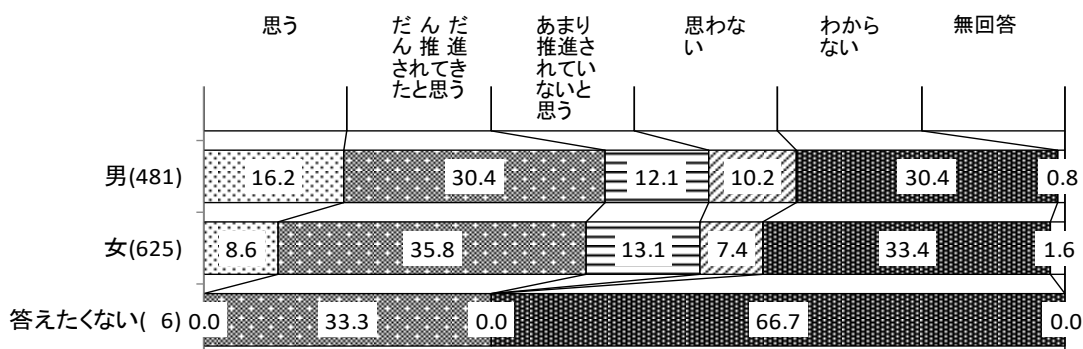 思う
だんだ
ん推進
されてき
たと思う
あまり
推進さ
れてい
ないと
思う
思わな
い
わから
ない
無回答
男(481)
16.2
30.4
12.1
10.2
30.4
0.8
女(625)
8.6
35.8
13.1
7.4
33.4
1.6
答えたくない( 6)
0.0
33.3
0.0
66.7
0.0